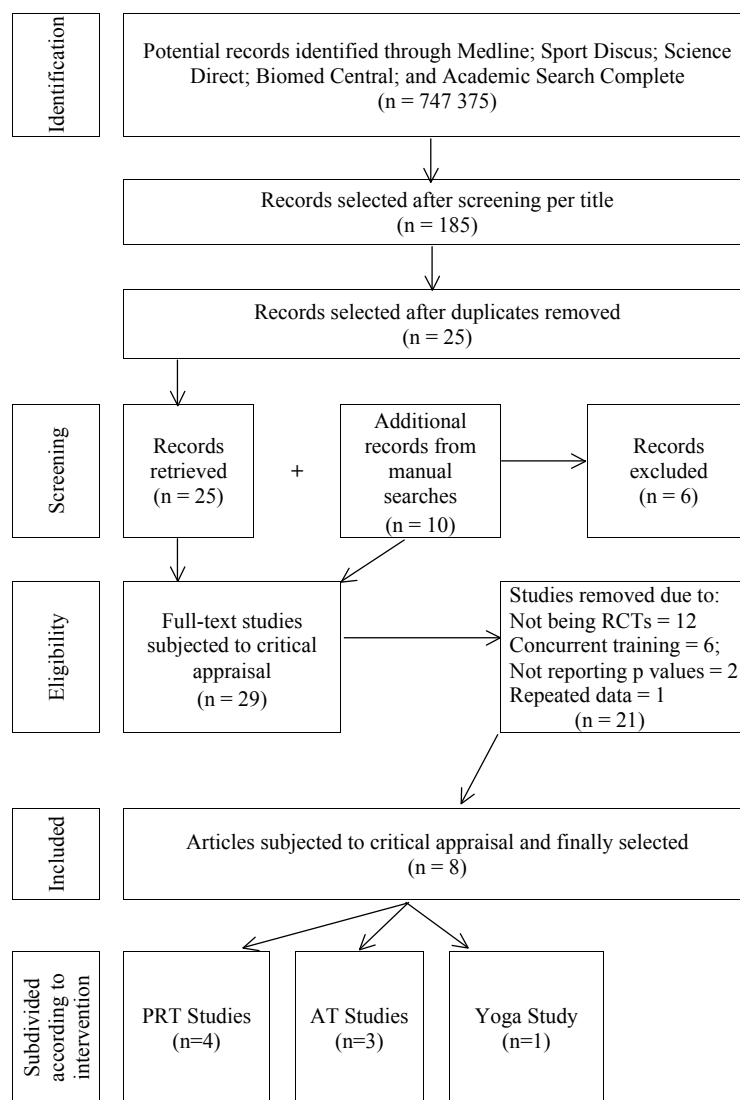 Identification
Potential records identified through Medline; Sport Discus; Science
Direct; Biomed Central; and Academic Search Complete
(n = 747 375)
Records selected after screening per title
(n = 185)
Records selected after duplicates removed
(n = 25)
Screening
Records
retrieved
(n = 25)
+
Additional
records from
manual
searches
(n = 10)
Records
excluded
(n = 6)
Eligibility
Full-text studies
subjected to critical
appraisal
(n = 29)
Studies removed due to:
Not being RCTs = 12
Concurrent training = 6;
Not reporting p values = 2
Repeated data = 1
(n = 21)
Included
Articles subjected to critical appraisal and finally selected
(n = 8)
Subdivided
according to
intervention
PRT Studies
(n=4)
AT Studies
(n=3)
Yoga Study
(n=1)